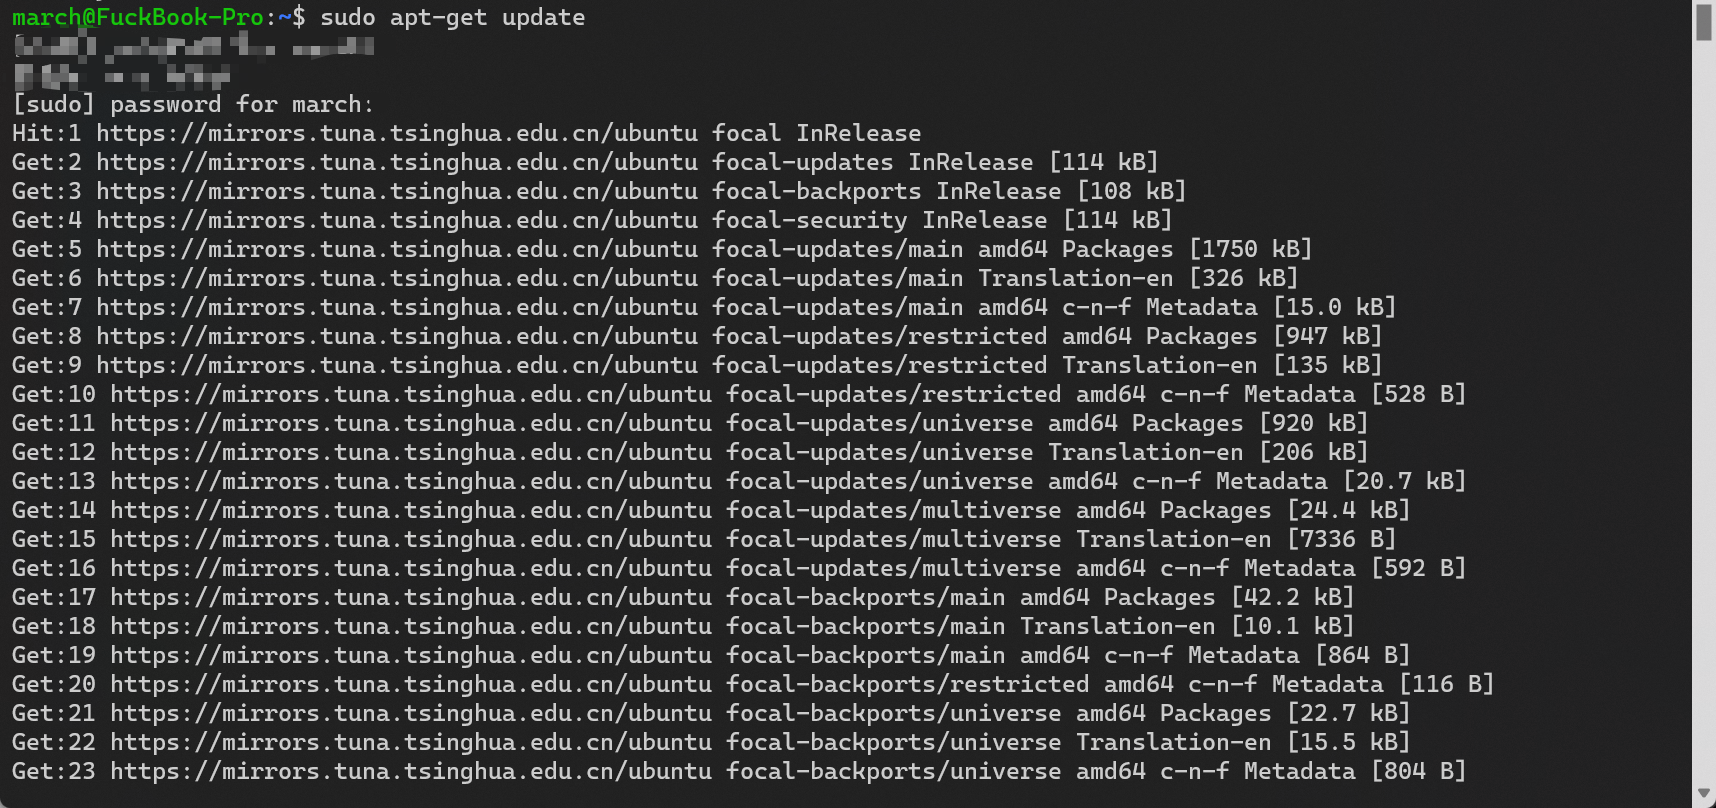 march@FuckBook-Pro:~$ sudo apt-get update
[sudo] password for march:
Hit:1 https://mirrors.tuna.tsinghua.edu.cn/ubuntu focal InRelease
Get:2 https://mirrors.tuna.tsinghua.edu.cn/ubuntu focal-updates InRelease [114 kB]
Get:3 https://mirrors.tuna.tsinghua.edu.cn/ubuntu focal-backports InRelease [108 kB]
Get:4 https://mirrors.tuna.tsinghua.edu.cn/ubuntu focal-security InRelease [114 kB]
Get:5 https://mirrors.tuna.tsinghua.edu.cn/ubuntu focal-updates/main amd64 Packages [1750 kB]
Get:6 https://mirrors.tuna.tsinghua.edu.cn/ubuntu focal-updates/main Translation-en [326 kB]
Get:7 https://mirrors.tuna.tsinghua.edu.cn/ubuntu focal-updates/main amd64 c-n-f Metadata [15.0 kB]
Get:8 https://mirrors.tuna.tsinghua.edu.cn/ubuntu focal-updates/restricted amd64 Packages [947 kB]
Get:9 https://mirrors.tuna.tsinghua.edu.cn/ubuntu focal-updates/restricted Translation-en [135 kB]
Get:10 https://mirrors.tuna.tsinghua.edu.cn/ubuntu focal-updates/restricted amd64 c-n-f Metadata [528 B]
Get:11 https://mirrors.tuna.tsinghua.edu.cn/ubuntu focal-updates/universe amd64 Packages [920 kB]
Get:12 https://mirrors.tuna.tsinghua.edu.cn/ubuntu focal-updates/universe Translation-en [206 kB]
Get:13 https://mirrors.tuna.tsinghua.edu.cn/ubuntu focal-updates/universe amd64 c-n-f Metadata [20.7 kB]
Get:14 https://mirrors.tuna.tsinghua.edu.cn/ubuntu focal-updates/multiverse amd64 Packages [24.4 kB]
Get:15 https://mirrors.tuna.tsinghua.edu.cn/ubuntu focal-updates/multiverse Translation-en [7336 B]
Get:16 https://mirrors.tuna.tsinghua.edu.cn/ubuntu focal-updates/multiverse amd64 c-n-f Metadata [592 B]
Get:17 https://mirrors.tuna.tsinghua.edu.cn/ubuntu focal-backports/main amd64 Packages [42.2 kB]
Get:18 https://mirrors.tuna.tsinghua.edu.cn/ubuntu focal-backports/main Translation-en [10.1 kB]
Get:19 https://mirrors.tuna.tsinghua.edu.cn/ubuntu focal-backports/main amd64 c-n-f Metadata [864 B]
Get:20 https://mirrors.tuna.tsinghua.edu.cn/ubuntu focal-backports/restricted amd64 c-n-f Metadata [116 B]
Get:21 https://mirrors.tuna.tsinghua.edu.cn/ubuntu focal-backports/universe amd64 Packages [22.7 kB]
Get:22 https://mirrors.tuna.tsinghua.edu.cn/ubuntu focal-backports/universe Translation-en [15.5 kB]
Get:23 https://mirrors.tuna.tsinghua.edu.cn/ubuntu focal-backports/universe amd64 c-n-f Metadata [804 B]